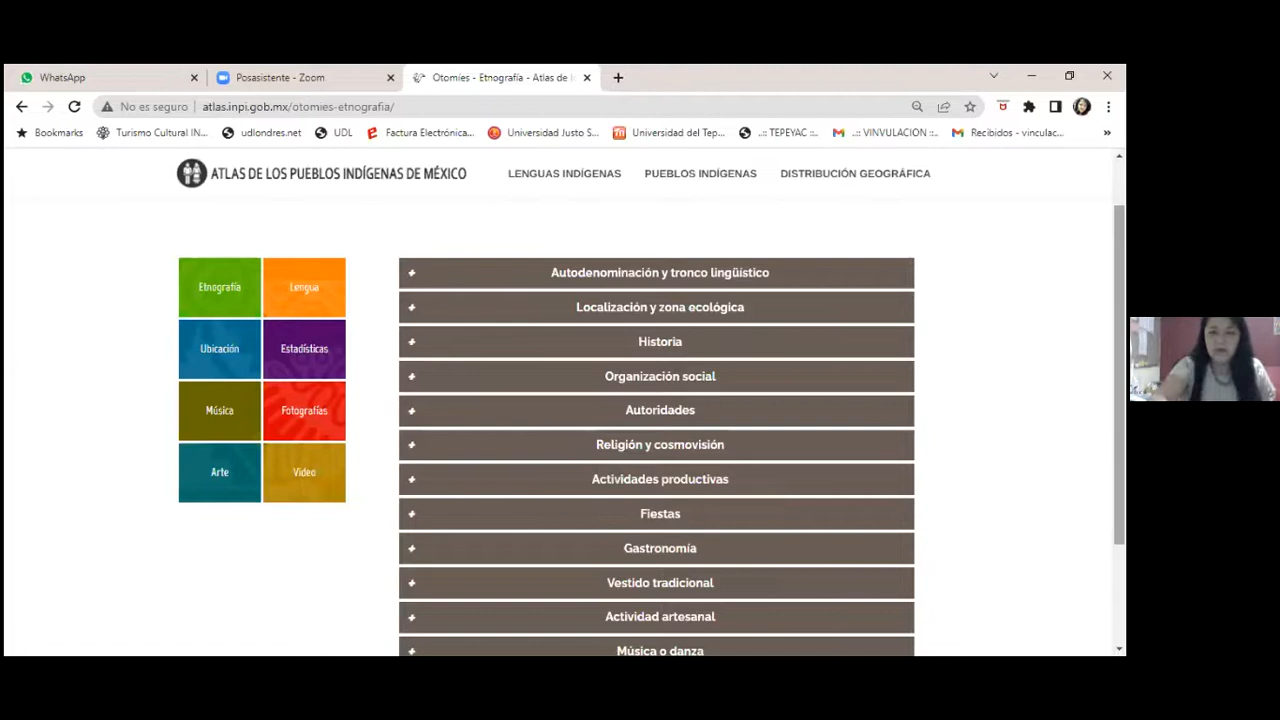 WhatsApp
Posasistente - Zoom
Otomíes - Etnografía - Atlas de l
No es seguro
atlas.inpi.gob.mx/otomies-etnografia/
Bookmarks
Turismo Cultural IN...
udlondres.net
UDL
Factura Electrónica...
Universidad Justo S...
Universidad del Tep...
..:: TEPEYAC ::..
..:: VINVULACION ::..
Recibidos - vinculac...
»
ATLAS DE LOS PUEBLOS INDÍGENAS DE MÉXICO
LENGUAS INDÍGENAS
PUEBLOS INDÍGENAS
DISTRIBUCIÓN GEOGRÁFICA
Etnografía
Lengua
Ubicación
Estadísticas
Música
Fotografías
Arte
Video
+ Autodenominación y tronco lingüístico
+ Localización y zona ecológica
+ Historia
+ Organización social
+ Autoridades
+ Religión y cosmovisión
+ Actividades productivas
+ Fiestas
+ Gastronomía
+ Vestido tradicional
+ Actividad artesanal
+ Música o danza